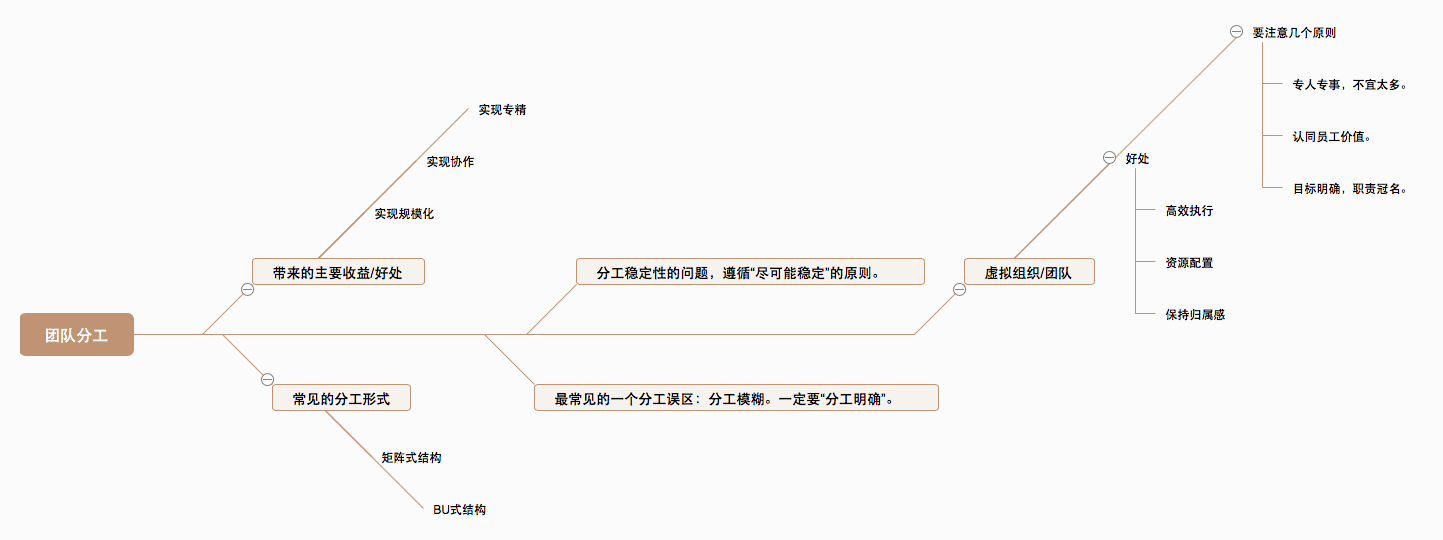 团队分工
带来的主要收益/好处
实现专精
实现协作
实现规模化
常见的分工形式
矩阵式结构
BU式结构
分工稳定性的问题，遵循“尽可能稳定”的原则。
最常见的一个分工误区：分工模糊。一定要“分工明确”。
虚拟组织/团队
好处
高效执行
资源配置
保持归属感
要注意几个原则
专人专事，不宜太多。
认同员工价值。
目标明确，职责冠名。